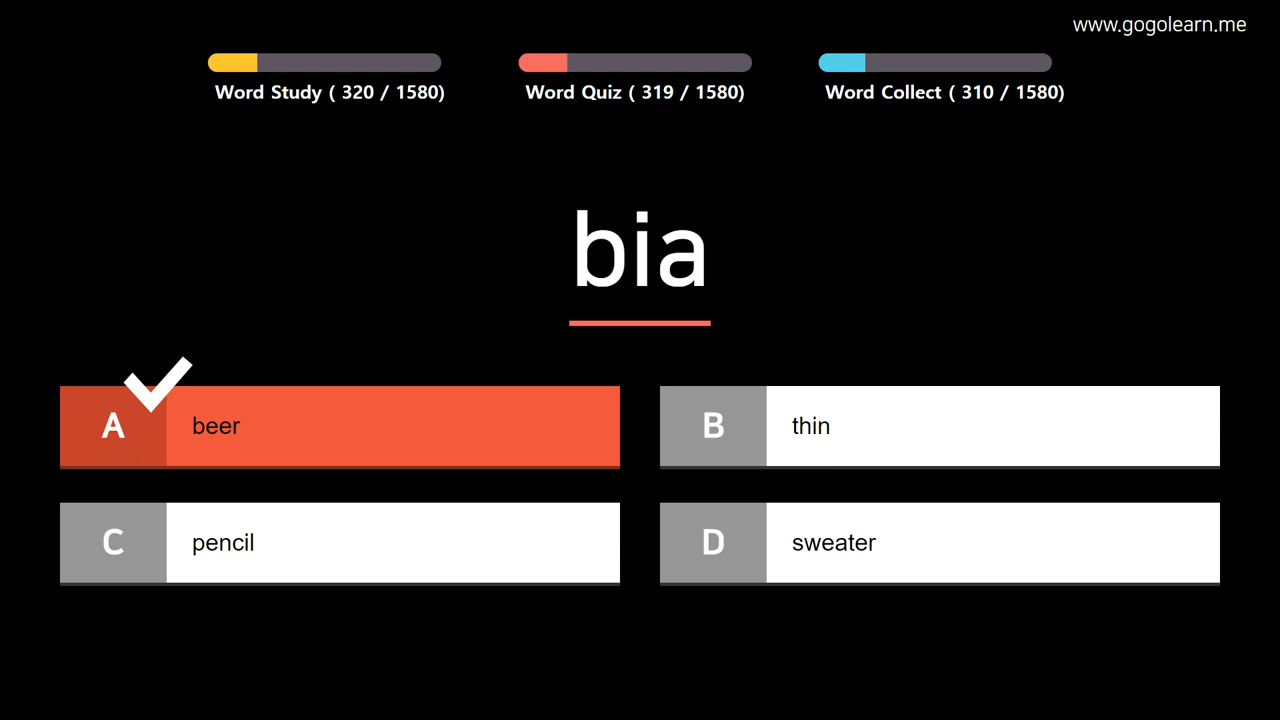 www.gogolearn.me
Word Study ( 320 / 1580)
Word Quiz ( 319 / 1580)
Word Collect ( 310 / 1580)
bia
A beer
B thin
C pencil
D sweater